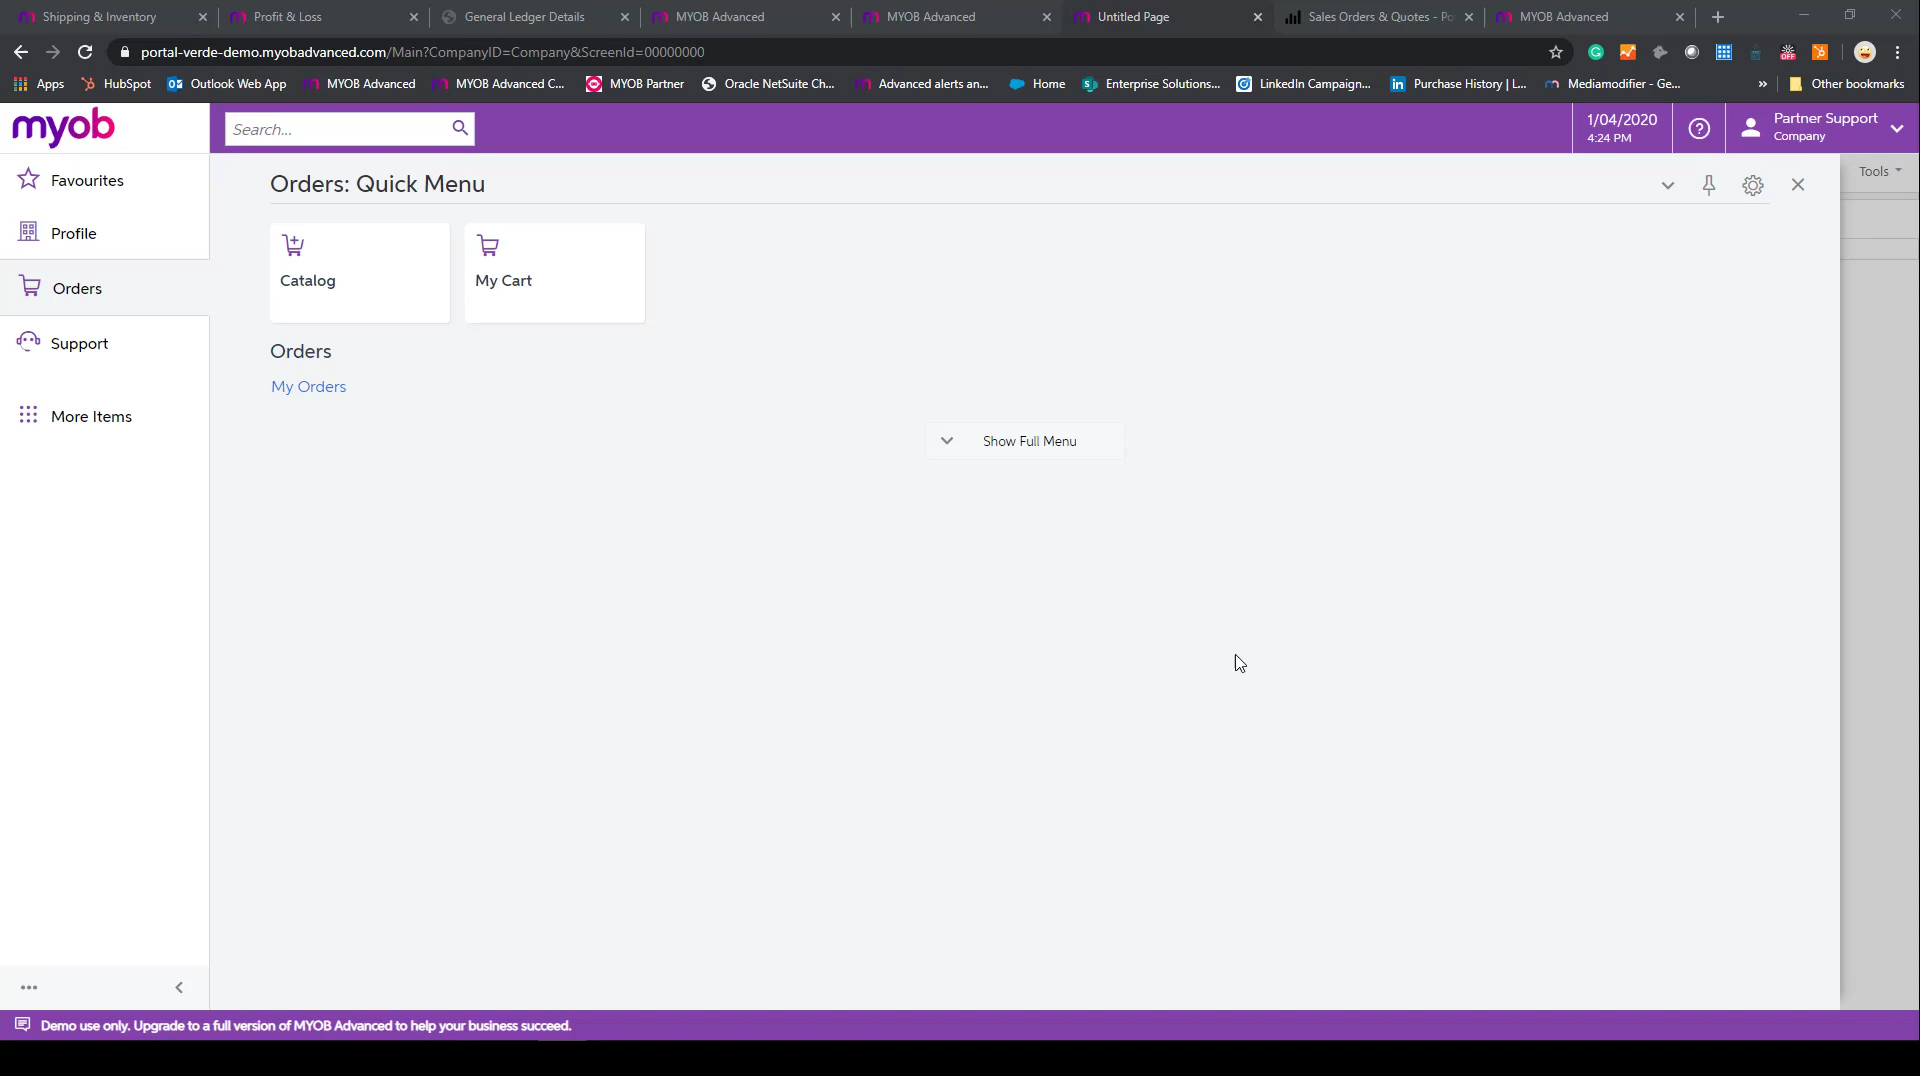 Shipping & Inventory
Profit & Loss
General Ledger Details
MYOB Advanced
MYOB Advanced
Untitled Page
Sales Orders & Quotes - Po
MYOB Advanced
portal-verde-demo.myobadvanced.com/Main?CompanyID=Company&ScreenId=00000000
Apps
HubSpot
Outlook Web App
MYOB Advanced
MYOB Advanced C...
MYOB Partner
Oracle NetSuite Ch...
Advanced alerts an...
Home
Enterprise Solutions...
LinkedIn Campaign...
Purchase History | L...
Mediamodifier - Ge...
»
Other bookmarks
myob
Search...
1/04/2020
4:24 PM
Partner Support
Company
Favourites
Profile
Orders
Support
More Items
Orders: Quick Menu
Tools
Catalog
My Cart
Orders
My Orders
Show Full Menu
Demo use only. Upgrade to a full version of MYOB Advanced to help your business succeed.